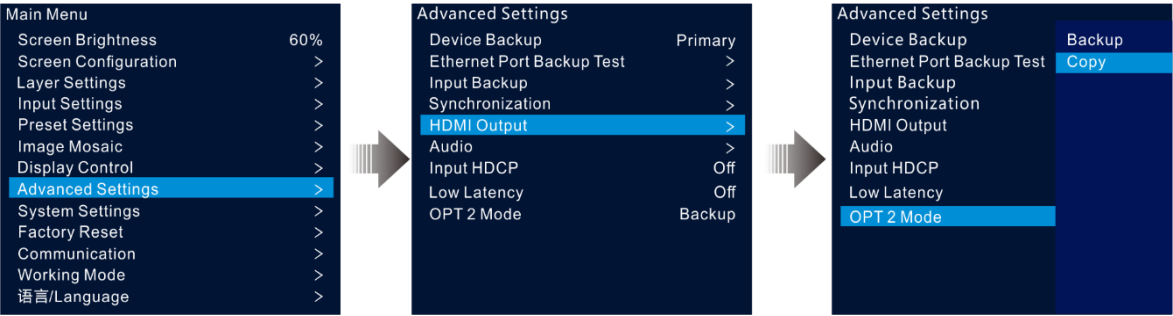 Main Menu
Screen Brightness 60%
Screen Configuration >
Layer Settings >
Input Settings >
Preset Settings >
Image Mosaic >
Display Control >
Advanced Settings >
System Settings >
Factory Reset >
Communication >
Working Mode >
语言/Language >
Advanced Settings
Device Backup Primary
Ethernet Port Backup Test >
Input Backup >
Synchronization >
HDMI Output >
Audio >
Input HDCP Off
Low Latency Off
OPT 2 Mode Backup
Advanced Settings
Device Backup Backup
Ethernet Port Backup Test Copy
Input Backup
Synchronization
HDMI Output
Audio
Input HDCP
Low Latency
OPT 2 Mode